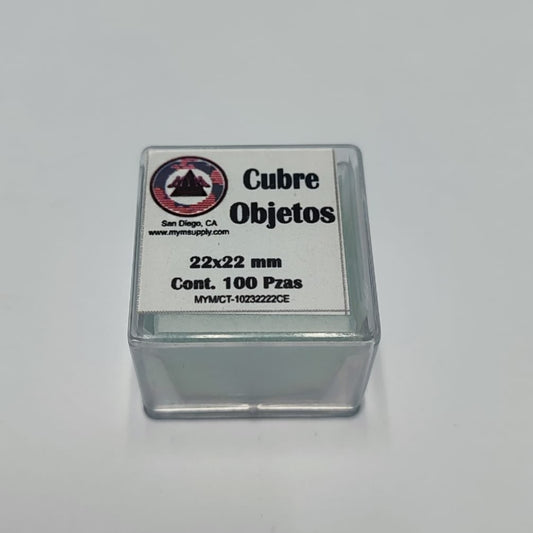 Cubre
Objetos
San Diego, CA
www.mymsupply.com
22x22 mm
Cont. 100 Pzas
MYM/CT-10232222CE